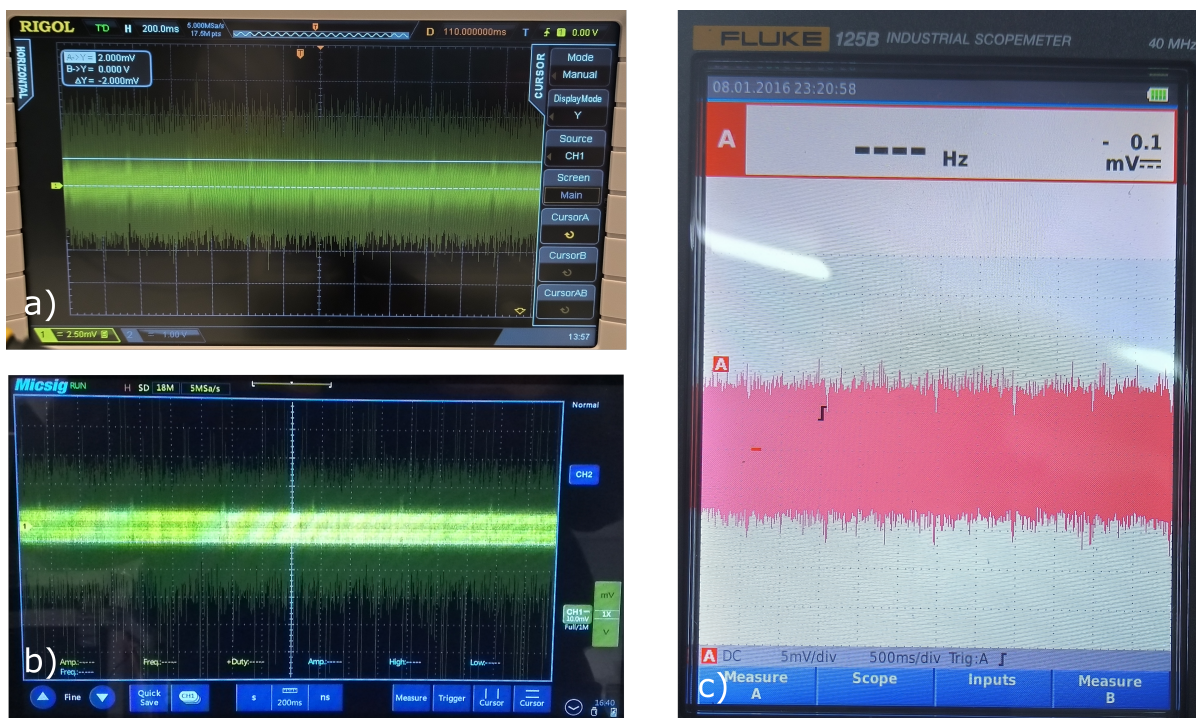 RIGOL T'D H 200.0ms 5.000MSa/s 17.5M pts T D 110.000000ms T 1 0.00 V
HORIZONTAL
A->Y= 2.000mV
B->Y= 0.000 V
ΔY= -2.000mV
CURSOR
Mode
Manual
DisplayMode
Y
Source
CH1
Screen
Main
CursorA
CursorB
CursorAB
T
1
a)
1 = 2.50mV 2 = 1.00 V 13:57
Micsig RUN H SD 18M 5MSa/s
Normal
CH2
1
mV
CH1 1X
10.0mV
Full/1M V
b)
Amp:----- Freq:----- +Duty:----- Amp:----- High:----- Low:-----
Freq:-----
Fine Quick Save CH1 s 200ms ns Measure Trigger Cursor Cursor 16:40
FLUKE 125B INDUSTRIAL SCOPEMETER 40 MHz
08.01.2016 23:20:58
A ---- Hz - 0.1 mV
A
A DC 5mV/div 500ms/div Trig:A
c)
Measure A Scope Inputs Measure B